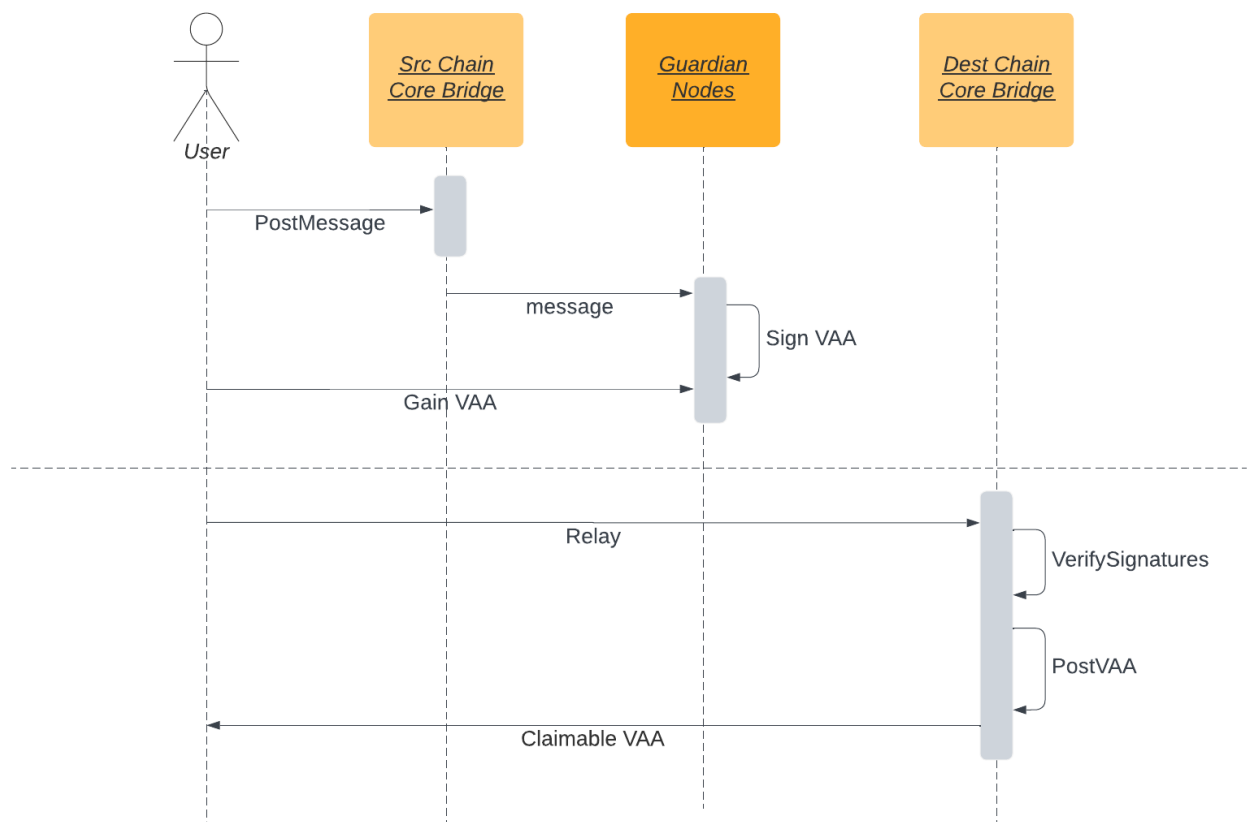 Src Chain
Core Bridge
Guardian
Nodes
Dest Chain
Core Bridge
User
PostMessage
message
Sign VAA
Gain VAA
Relay
VerifySignatures
PostVAA
Claimable VAA